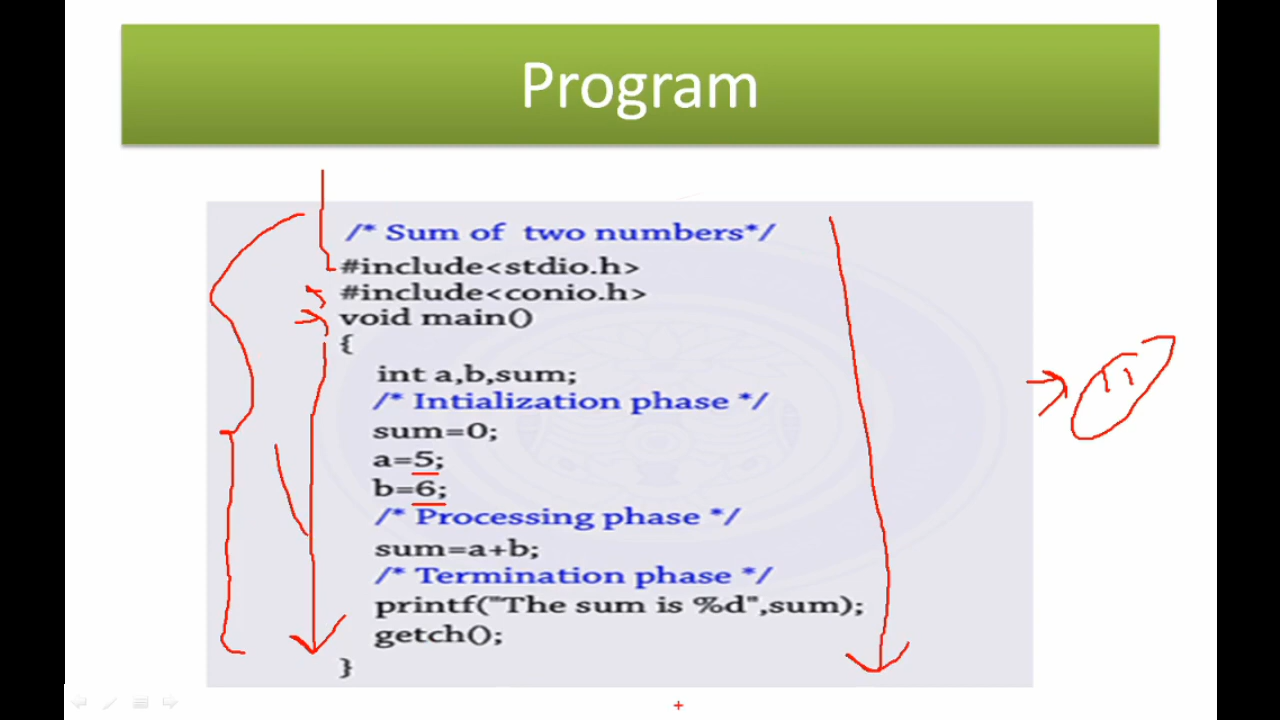 Program
/* Sum of two numbers*/
#include<stdio.h>
#include<conio.h>
void main()
{
int a,b,sum;
/* Intialization phase */
sum=0;
a=5;
b=6;
/* Processing phase */
sum=a+b;
/* Termination phase */
printf("The sum is %d",sum);
getch();
}
11